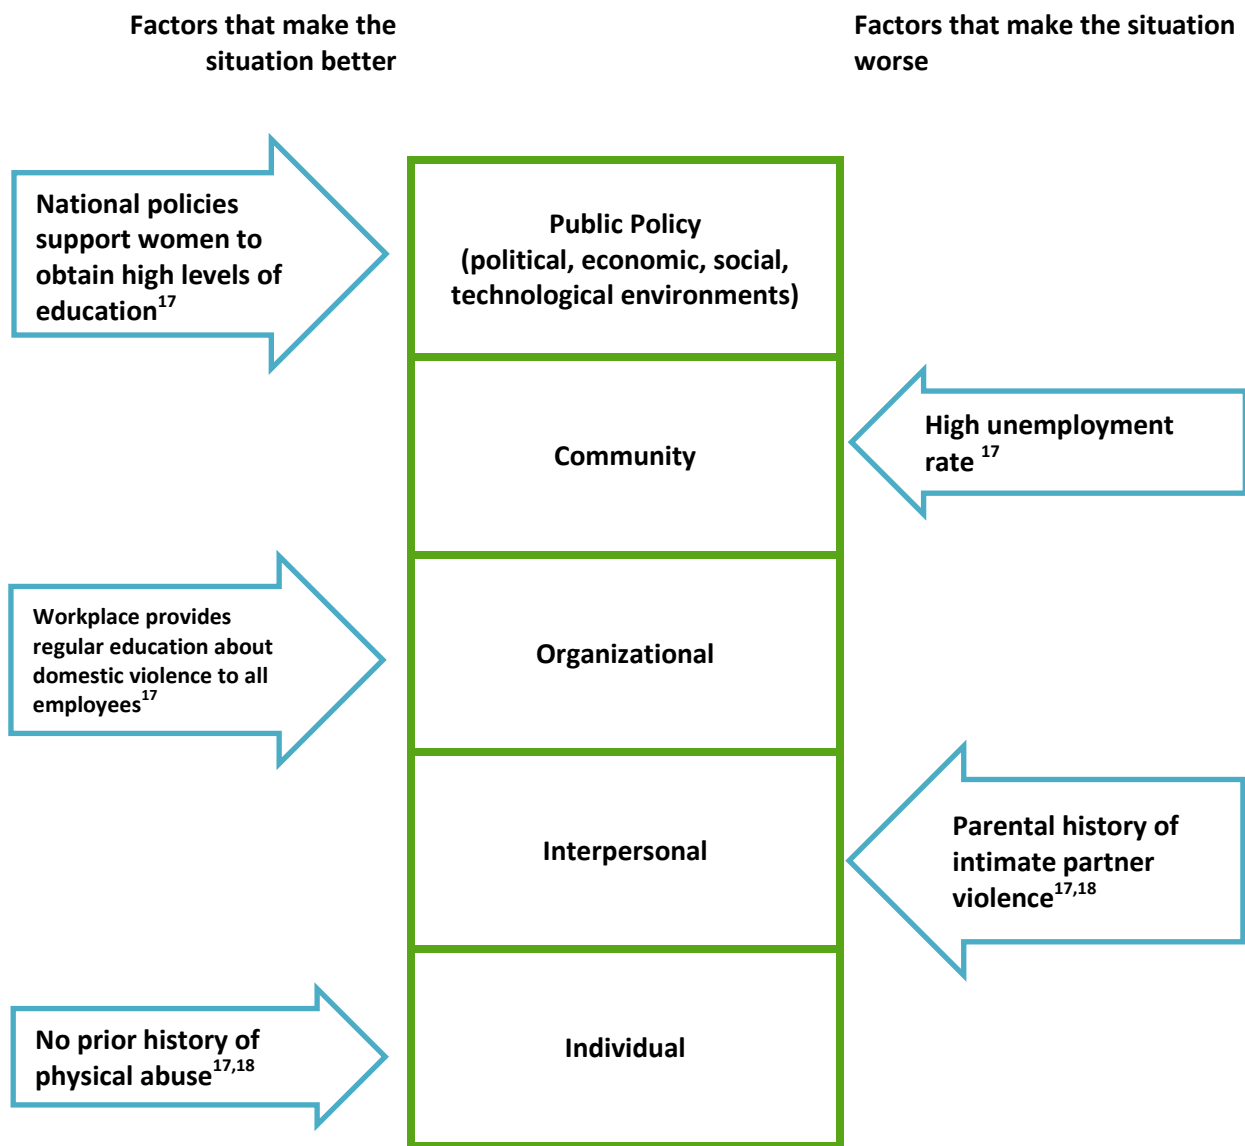 Factors that make the
situation better
Factors that make the situation
worse
National policies
support women to
obtain high levels of
education17
Public Policy
(political, economic, social,
technological environments)
Community
High unemployment
rate 17
Workplace provides
regular education about
domestic violence to all
employees17
Organizational
Interpersonal
Parental history of
intimate partner
violence17,18
No prior history of
physical abuse17,18
Individual